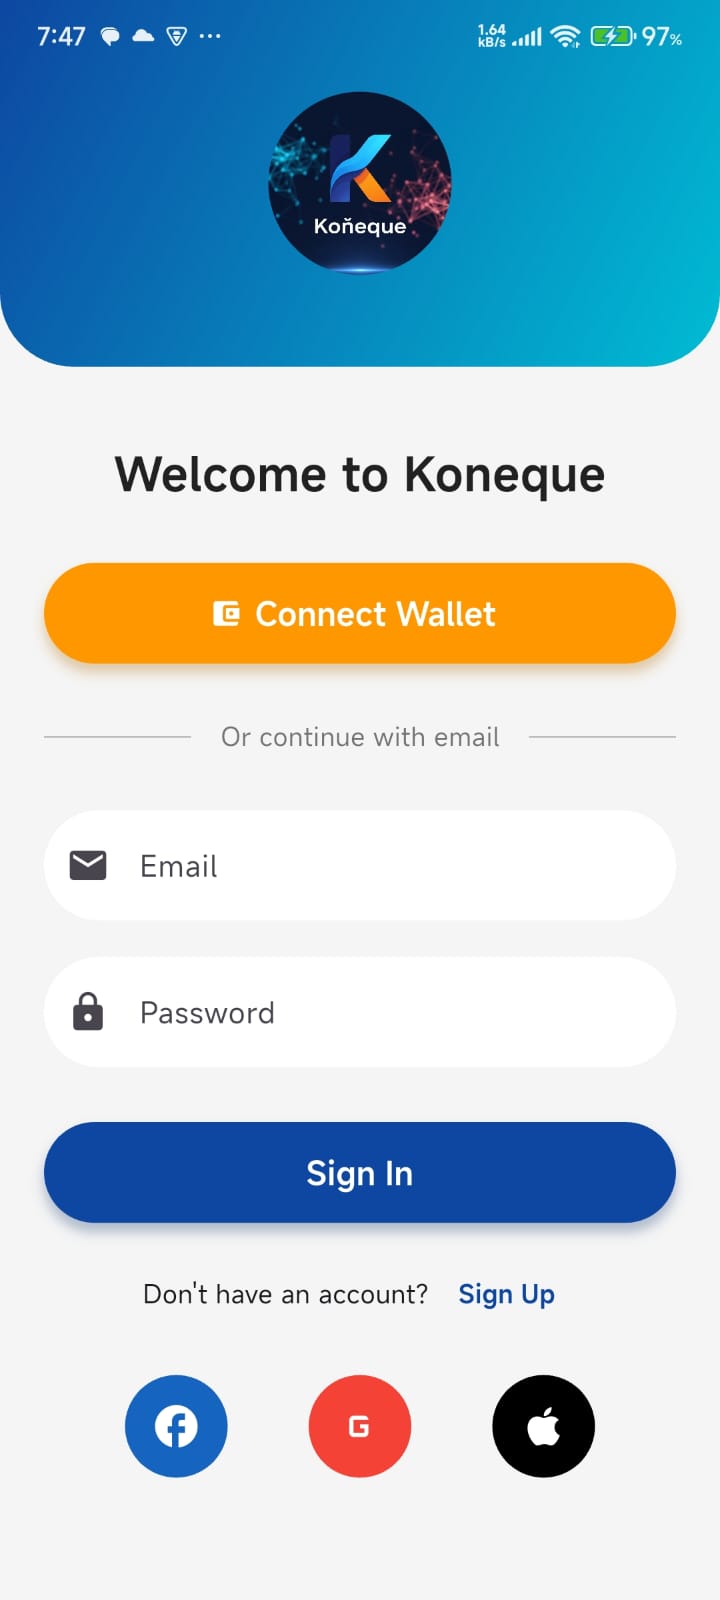 7:47 1.64 kB/s 97%
Koňeque
Welcome to Koneque
Connect Wallet
Or continue with email
Email
Password
Sign In
Don't have an account? Sign Up
G